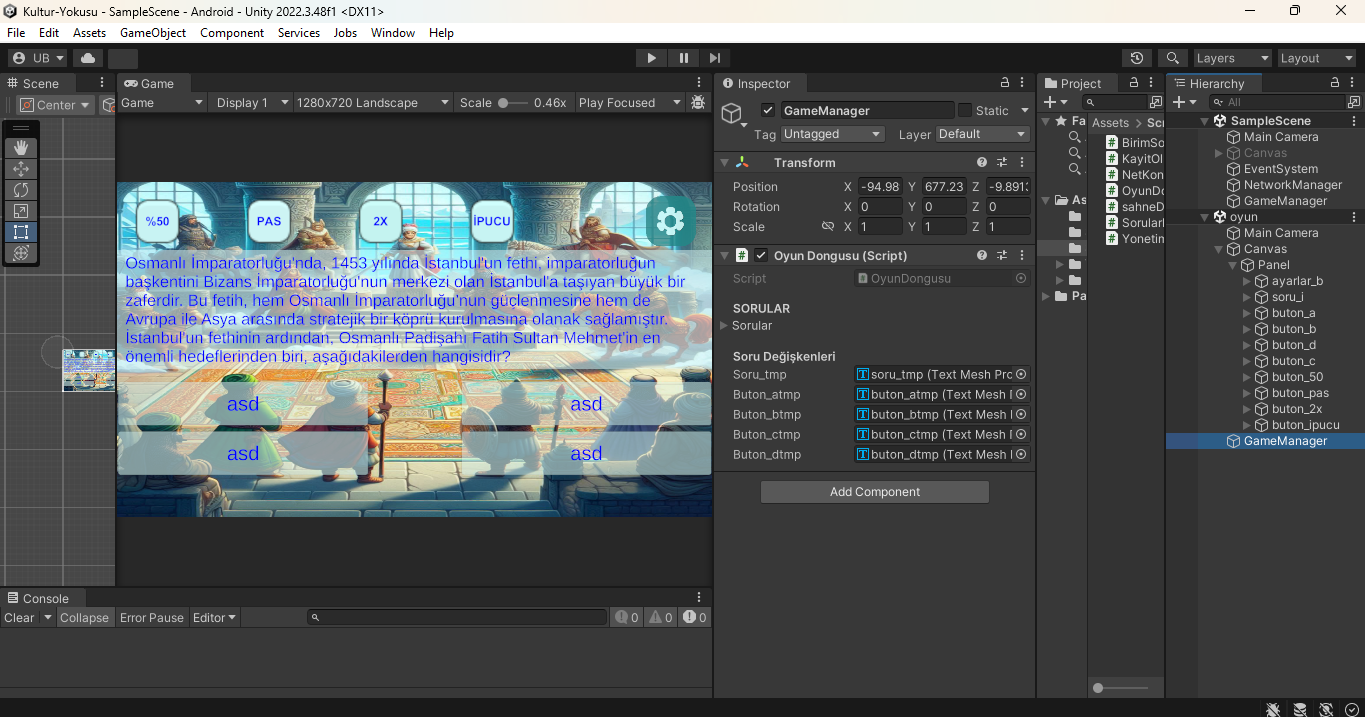 Kultur-Yokusu - SampleScene - Android - Unity 2022.3.48f1 <DX11>
File Edit Assets GameObject Component Services Jobs Window Help
UB Layers Layout
Scene
Center
Game
Game Display 1 1280x720 Landscape Scale 0.46x Play Focused
%50 PAS 2X İPUCU
Osmanlı İmparatorluğu'nda, 1453 yılında İstanbul'un fethi, imparatorluğun
başkentini Bizans İmparatorluğu'nun merkezi olan İstanbul'a taşıyan büyük bir
zaferdir. Bu fetih, hem Osmanlı İmparatorluğu'nun güçlenmesine hem de
Avrupa ile Asya arasında stratejik bir köprü kurulmasına olanak sağlamıştır.
İstanbul'un fethinin ardından, Osmanlı Padişahı Fatih Sultan Mehmet'in en
önemli hedeflerinden biri, aşağıdakilerden hangisidir?
asd asd
asd asd
Console
Clear Collapse Error Pause Editor 0 0 0
Inspector
GameManager Static
Tag Untagged Layer Default
Transform
Position X -94.98 Y 677.23 Z -9.8913
Rotation X 0 Y 0 Z 0
Scale X 1 Y 1 Z 1
Oyun Dongusu (Script)
Script OyunDongusu
SORULAR
Sorular
Soru Değişkenleri
Soru_tmp soru_tmp (Text Mesh Prc
Buton_atmp buton_atmp (Text Mesh
Buton_btmp buton_btmp (Text Mesh
Buton_ctmp buton_ctmp (Text Mesh
Buton_dtmp buton_dtmp (Text Mesh
Add Component
Project
Fa
As
Pa
Assets > Scr
BirimSo
KayitOl
NetKon
OyunDo
sahneD
Sorularl
Yonetim
Hierarchy
All
SampleScene
Main Camera
Canvas
EventSystem
NetworkManager
GameManager
oyun
Main Camera
Canvas
Panel
ayarlar_b
soru_i
buton_a
buton_b
buton_d
buton_c
buton_50
buton_pas
buton_2x
buton_ipucu
GameManager